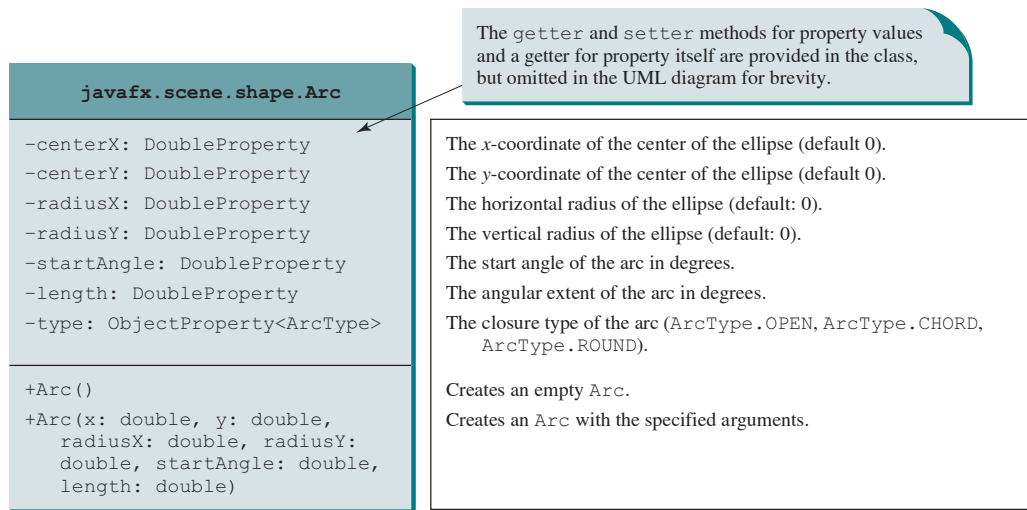 The getter and setter methods for property values
and a getter for property itself are provided in the class,
but omitted in the UML diagram for brevity.
javafx.scene.shape.Arc
-centerX: DoubleProperty
-centerY: DoubleProperty
-radiusX: DoubleProperty
-radiusY: DoubleProperty
-startAngle: DoubleProperty
-length: DoubleProperty
-type: ObjectProperty<ArcType>
The x-coordinate of the center of the ellipse (default 0).
The y-coordinate of the center of the ellipse (default 0).
The horizontal radius of the ellipse (default: 0).
The vertical radius of the ellipse (default: 0).
The start angle of the arc in degrees.
The angular extent of the arc in degrees.
The closure type of the arc (ArcType.OPEN, ArcType.CHORD,
ArcType.ROUND).
+Arc()
+Arc(x: double, y: double,
radiusX: double, radiusY:
double, startAngle: double,
length: double)
Creates an empty Arc.
Creates an Arc with the specified arguments.